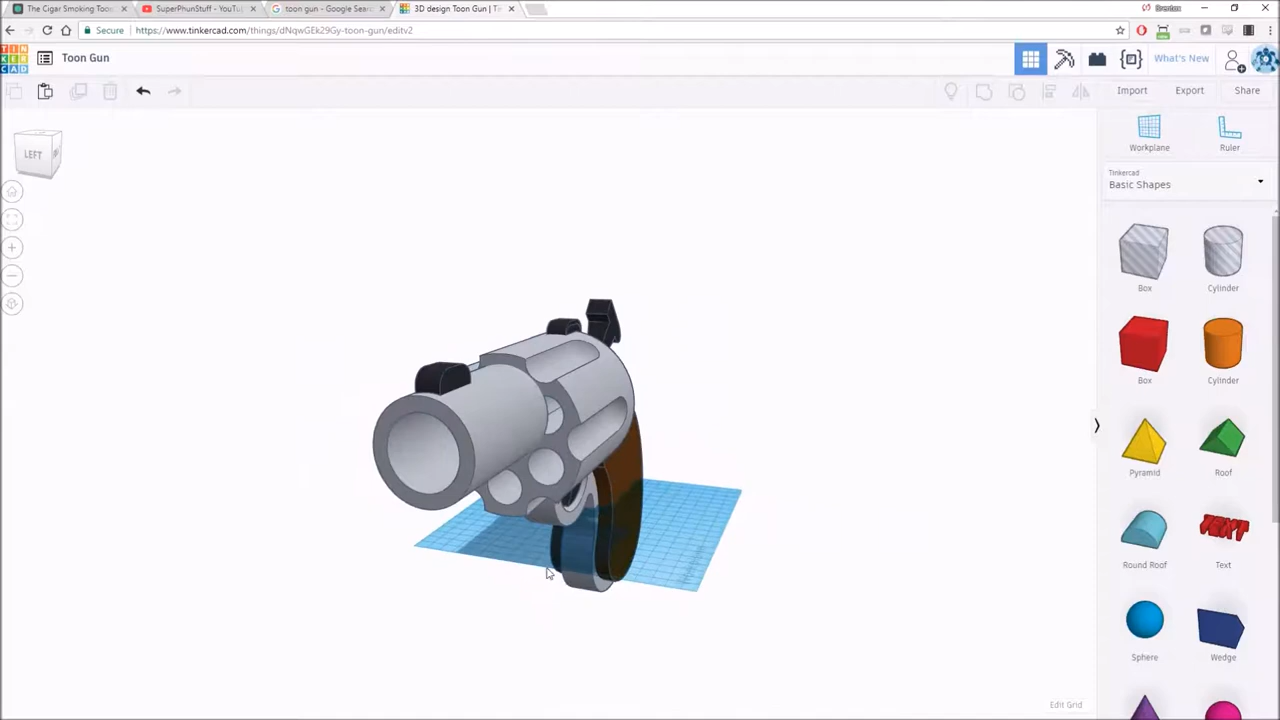 The Cigar Smoking Toon
SuperPhunStuff - YouTu
toon gun - Google Searc
3D design Toon Gun | Tin
Secure
https://www.tinkercad.com/things/dNqwGEk29Gy-toon-gun/editv2
TIN
KER
CAD
Toon Gun
What's New
Import
Export
Share
LEFT
Workplane
Ruler
Tinkercad
Basic Shapes
Box
Cylinder
Box
Cylinder
Pyramid
Roof
TEXT
Round Roof
Text
Sphere
Wedge
Edit Grid